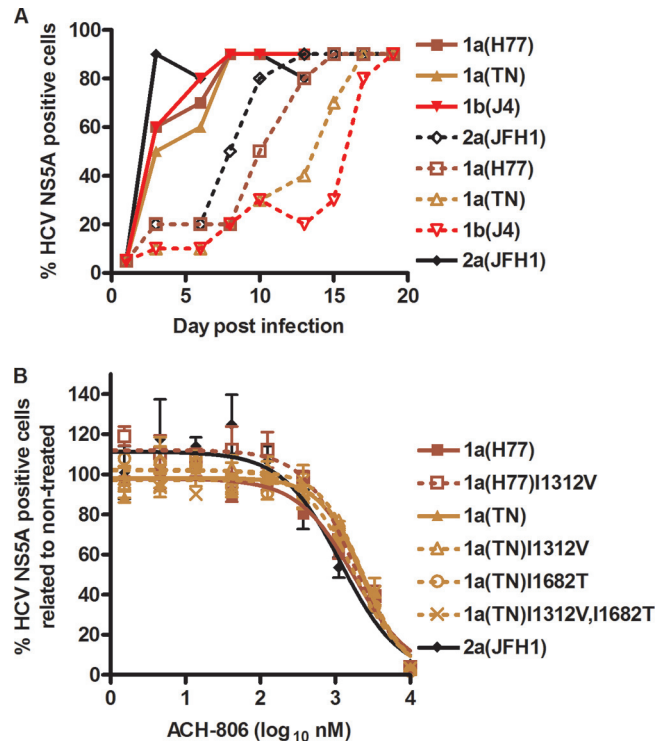 A
% HCV NS5A positive cells
100
80
60
40
20
0
0 5 10 15 20
Day post infection
1a(H77)
1a(TN)
1b(J4)
2a(JFH1)
1a(H77)
1a(TN)
1b(J4)
2a(JFH1)
B
% HCV NS5A positive cells
related to non-treated
140
120
100
80
60
40
20
0
0 1 2 3 4
ACH-806 (log10 nM)
1a(H77)
1a(H77)I1312V
1a(TN)
1a(TN)I1312V
1a(TN)I1682T
1a(TN)I1312V,I1682T
2a(JFH1)